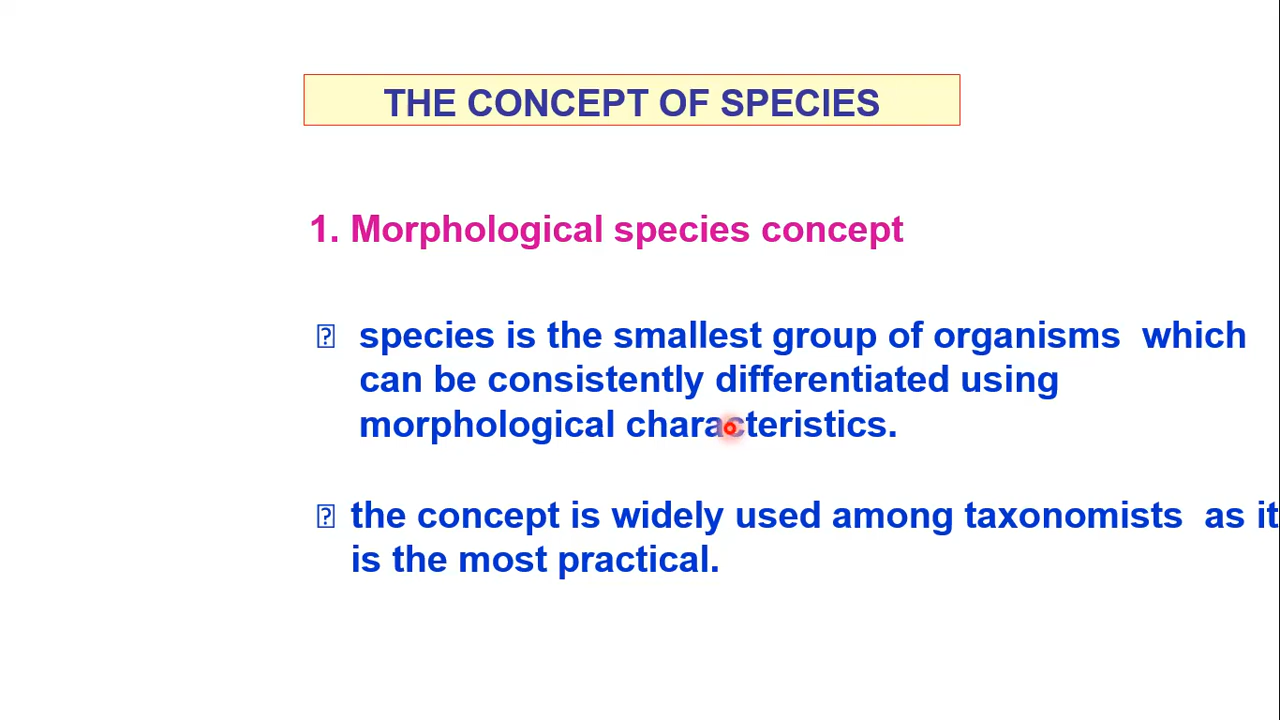 THE CONCEPT OF SPECIES
1. Morphological species concept
species is the smallest group of organisms which
can be consistently differentiated using
morphological characteristics.
the concept is widely used among taxonomists as it
is the most practical.